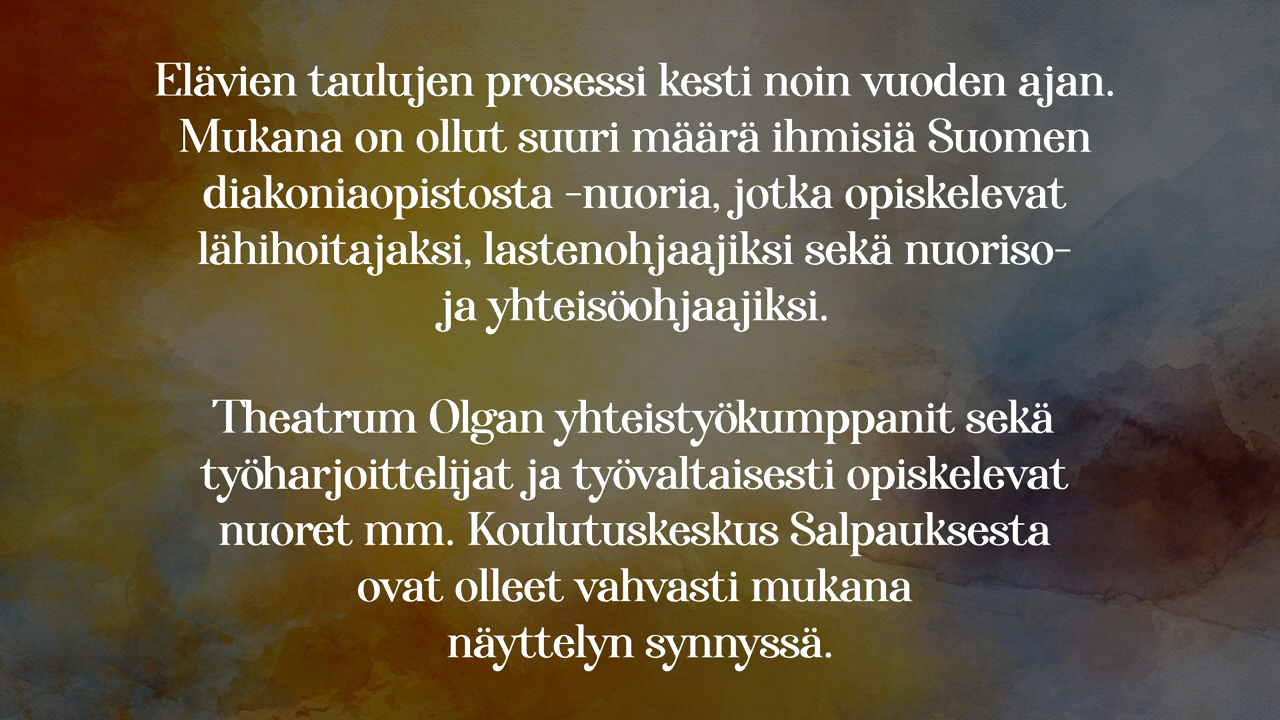 Elävien taulujen prosessi kesti noin vuoden ajan.
Mukana on ollut suuri määrä ihmisiä Suomen
diakoniaopistosta -nuoria, jotka opiskelevat
lähihoitajaksi, lastenohjaajiksi sekä nuoriso-
ja yhteisöohjaajiksi.
Theatrum Olgan yhteistyökumppanit sekä
työharjoittelijat ja työvaltaisesti opiskelevat
nuoret mm. Koulutuskeskus Salpauksesta
ovat olleet vahvasti mukana
näyttelyn synnyssä.